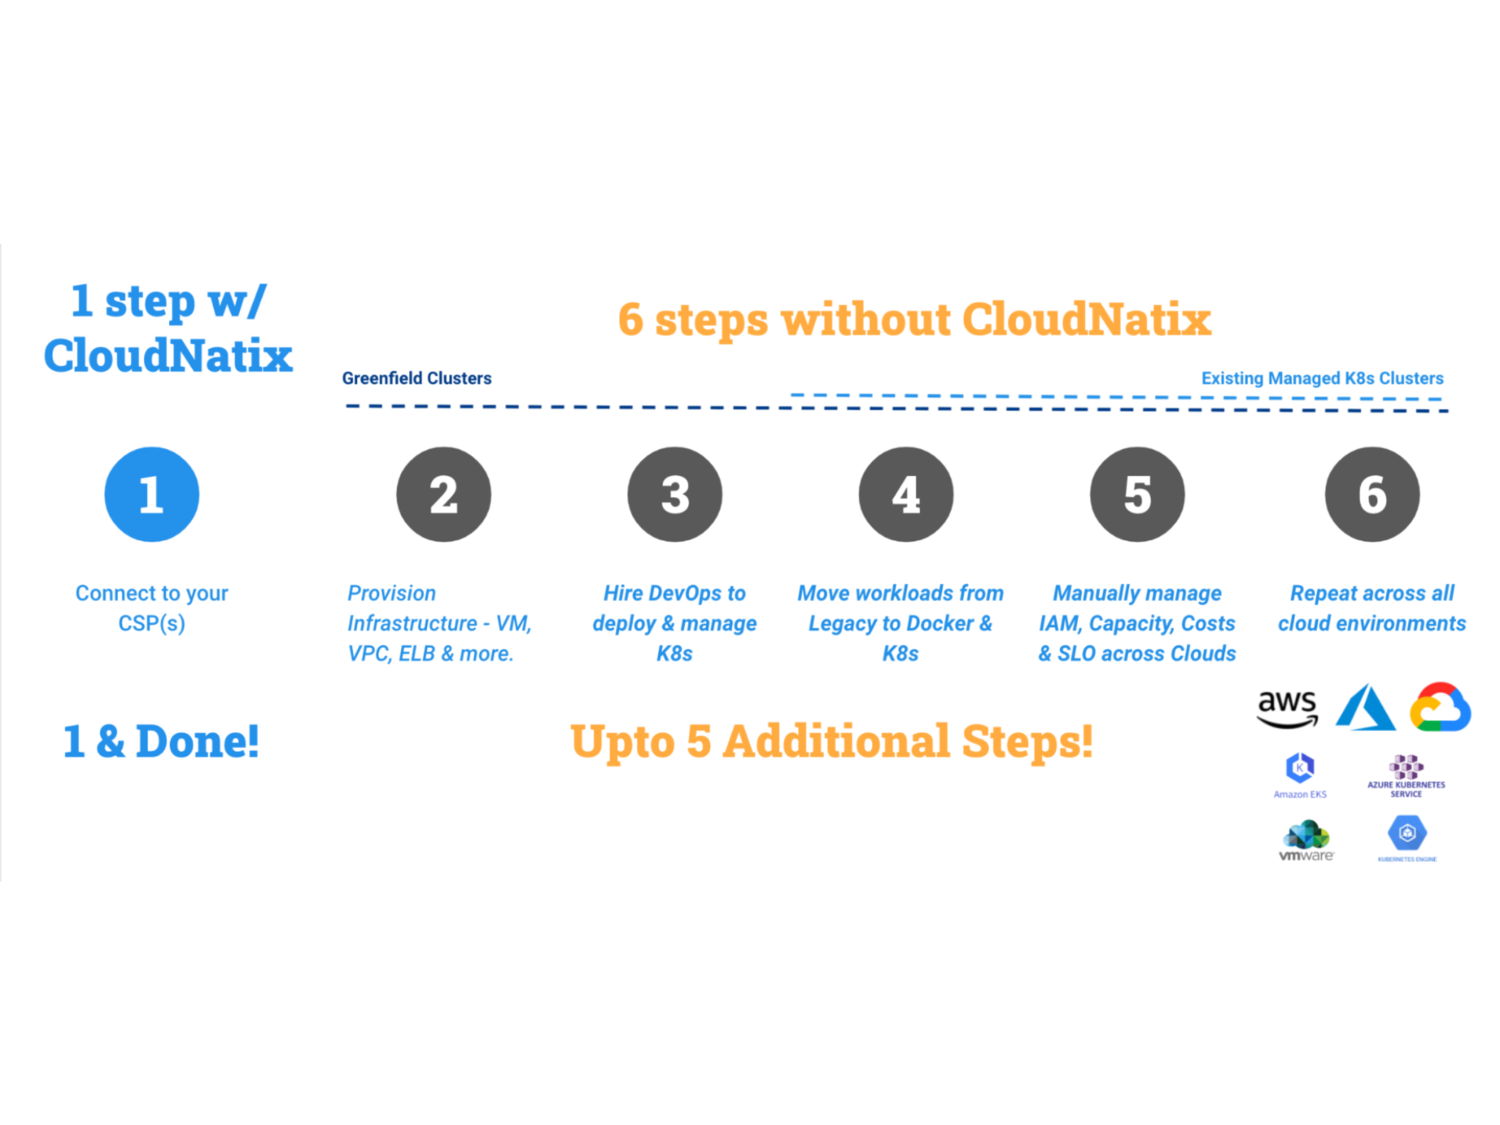 1 step w/
CloudNatix
6 steps without CloudNatix
Greenfield Clusters
Existing Managed K8s Clusters
1
2
3
4
5
6
Connect to your
CSP(s)
Provision
Infrastructure - VM,
VPC, ELB & more.
Hire DevOps to
deploy & manage
K8s
Move workloads from
Legacy to Docker &
K8s
Manually manage
IAM, Capacity, Costs
& SLO across Clouds
Repeat across all
cloud environments
1 & Done!
Upto 5 Additional Steps!
aws
K
Amazon EKS
AZURE KUBERNETES
SERVICE
vmware
KUBERNETES ENGINE